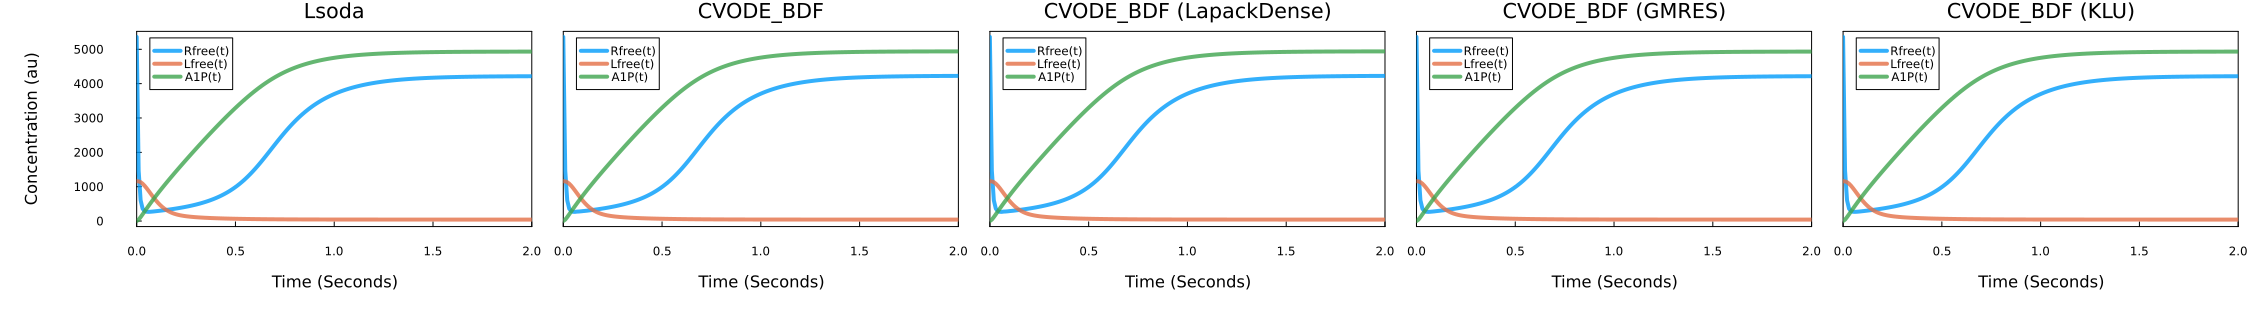 Lsoda
CVODE_BDF
CVODE_BDF (LapackDense)
CVODE_BDF (GMRES)
CVODE_BDF (KLU)
Concentration (au)
5000
4000
3000
2000
1000
0
Rfree(t)
Lfree(t)
A1P(t)
Rfree(t)
Lfree(t)
A1P(t)
Rfree(t)
Lfree(t)
A1P(t)
Rfree(t)
Lfree(t)
A1P(t)
Rfree(t)
Lfree(t)
A1P(t)
0.0 0.5 1.0 1.5 2.0
0.0 0.5 1.0 1.5 2.0
0.0 0.5 1.0 1.5 2.0
0.0 0.5 1.0 1.5 2.0
0.0 0.5 1.0 1.5 2.0
Time (Seconds)
Time (Seconds)
Time (Seconds)
Time (Seconds)
Time (Seconds)